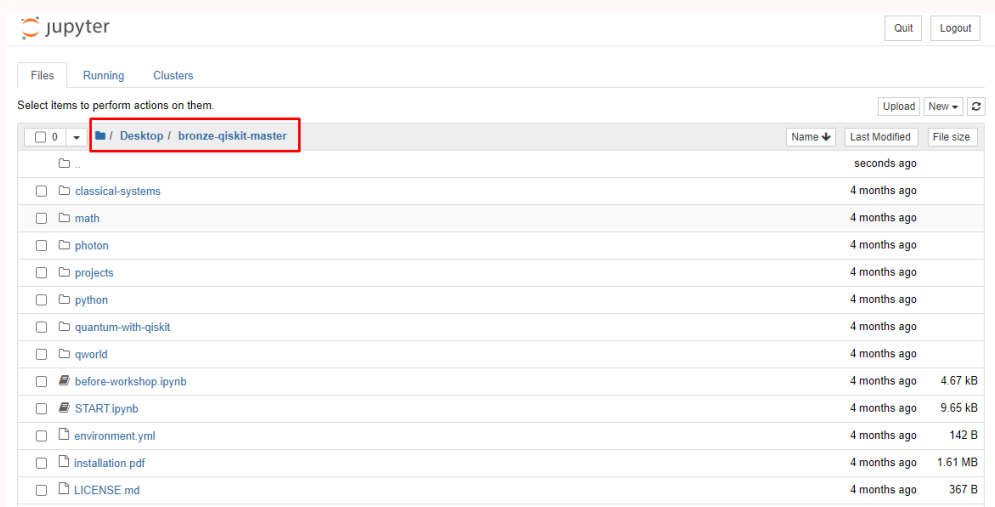 jupyter Quit Logout
Files Running Clusters
Select items to perform actions on them. Upload New
0 / Desktop / bronze-qiskit-master Name Last Modified File size
.. seconds ago
classical-systems 4 months ago
math 4 months ago
photon 4 months ago
projects 4 months ago
python 4 months ago
quantum-with-qiskit 4 months ago
qworld 4 months ago
before-workshop.ipynb 4 months ago 4.67 kB
START.ipynb 4 months ago 9.65 kB
environment.yml 4 months ago 142 B
installation.pdf 4 months ago 1.61 MB
LICENSE.md 4 months ago 367 B